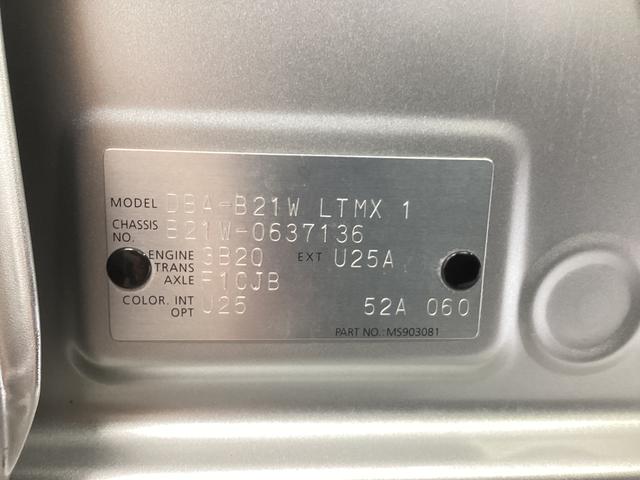 MODEL DBA-B21W LTMX 1
CHASSIS NO. B21W-0637136
ENGINE 3B20 EXT U25A
TRANS AXLE F1CJB
COLOR. INT OPT U25 52A 060
PART NO.: MS903081